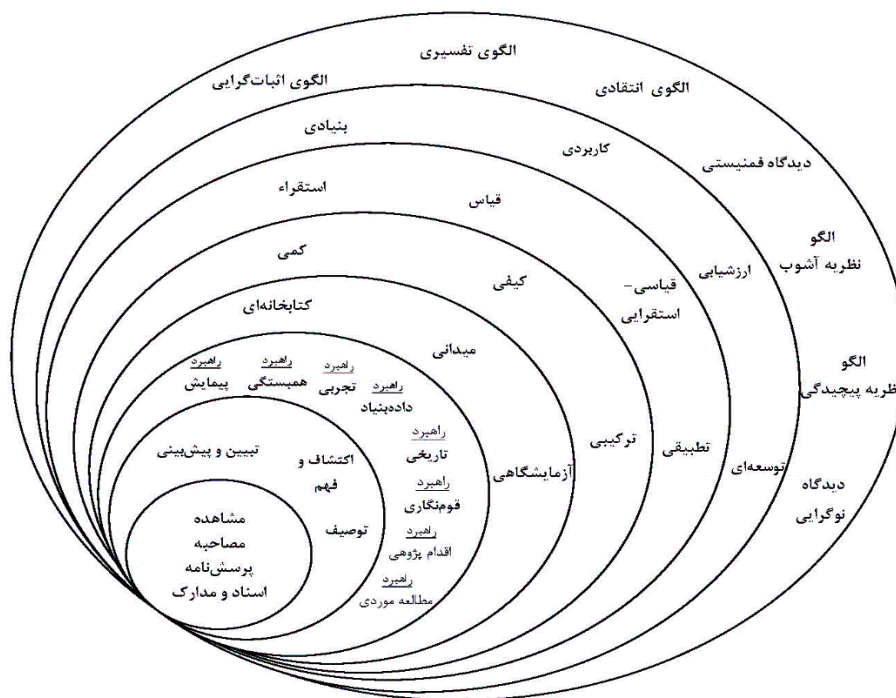 الگوی تفسیری
الگوی اثبات‌گرایی
الگوی انتقادی
دیدگاه فمنیستی
الگو
نظریه آشوب
الگو
ظریه پیچیدگی
دیدگاه
نوگرایی
بنیادی
کاربردی
ارزشیابی
توسعه‌ای
استقراء
قیاس
قیاسی–
استقرایی
تطبیقی
کمی
کیفی
ترکیبی
کتابخانه‌ای
میدانی
آزمایشگاهی
راهبرد
پیمایش
راهبرد
همبستگی
راهبرد
تجربی
راهبرد
داده‌بنیاد
راهبرد
تاریخی
راهبرد
قوم‌نگاری
راهبرد
اقدام پژوهی
راهبرد
مطالعه موردی
تبیین و پیش‌بینی
اکتشاف و
فهم
توصیف
مشاهده
مصاحبه
پرسش‌نامه
اسناد و مدارک